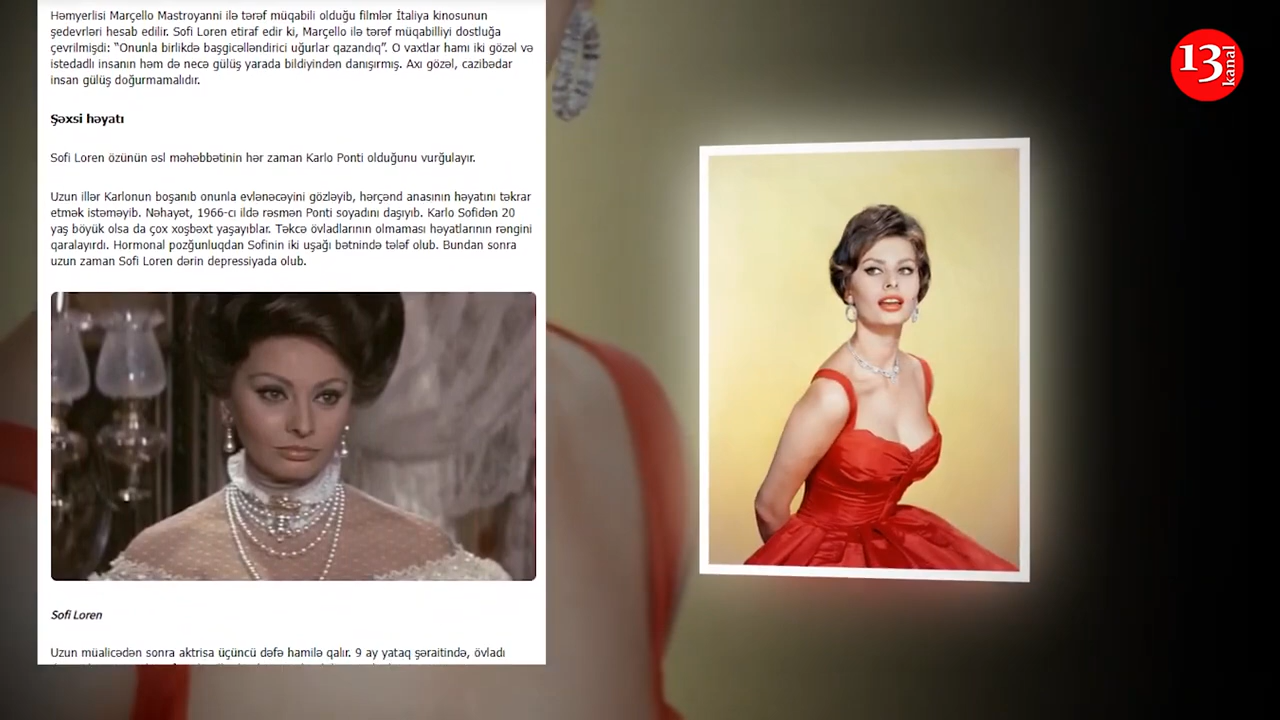 Həmyerlisi Marçello Mastroyanni ilə tərəf müqabili olduğu filmlər İtaliya kinosunun
şedevrləri hesab edilir. Sofi Loren etiraf edir ki, Marçello ilə tərəf müqabilliyi dostluğa
çevrilmişdi: “Onunla birlikdə başgicəlləndirici uğurlar qazandıq”. O vaxtlar hamı iki gözəl və
istedadlı insanın həm də necə gülüş yarada bildiyindən danışırmış. Axı gözəl, cazibədar
insan gülüş doğurmamalıdır.
Şəxsi həyatı
Sofi Loren özünün əsl məhəbbətinin hər zaman Karlo Ponti olduğunu vurğulayır.
Uzun illər Karlonun boşanıb onunla evlənəcəyini gözləyib, hərçənd anasının həyatını təkrar
etmək istəməyib. Nəhayət, 1966-cı ildə rəsmən Ponti soyadını daşıyıb. Karlo Sofidən 20
yaş böyük olsa da çox xoşbəxt yaşayıblar. Təkcə övladlarının olmaması həyatlarının rəngini
qaralayırdı. Hormonal pozğunluqdan Sofinin iki uşağı bətnində tələf olub. Bundan sonra
uzun zaman Sofi Loren dərin depressiyada olub.
Sofi Loren
Uzun müalicədən sonra aktrisa üçüncü dəfə hamilə qalır. 9 ay yataq şəraitində, övladı
13 kanal